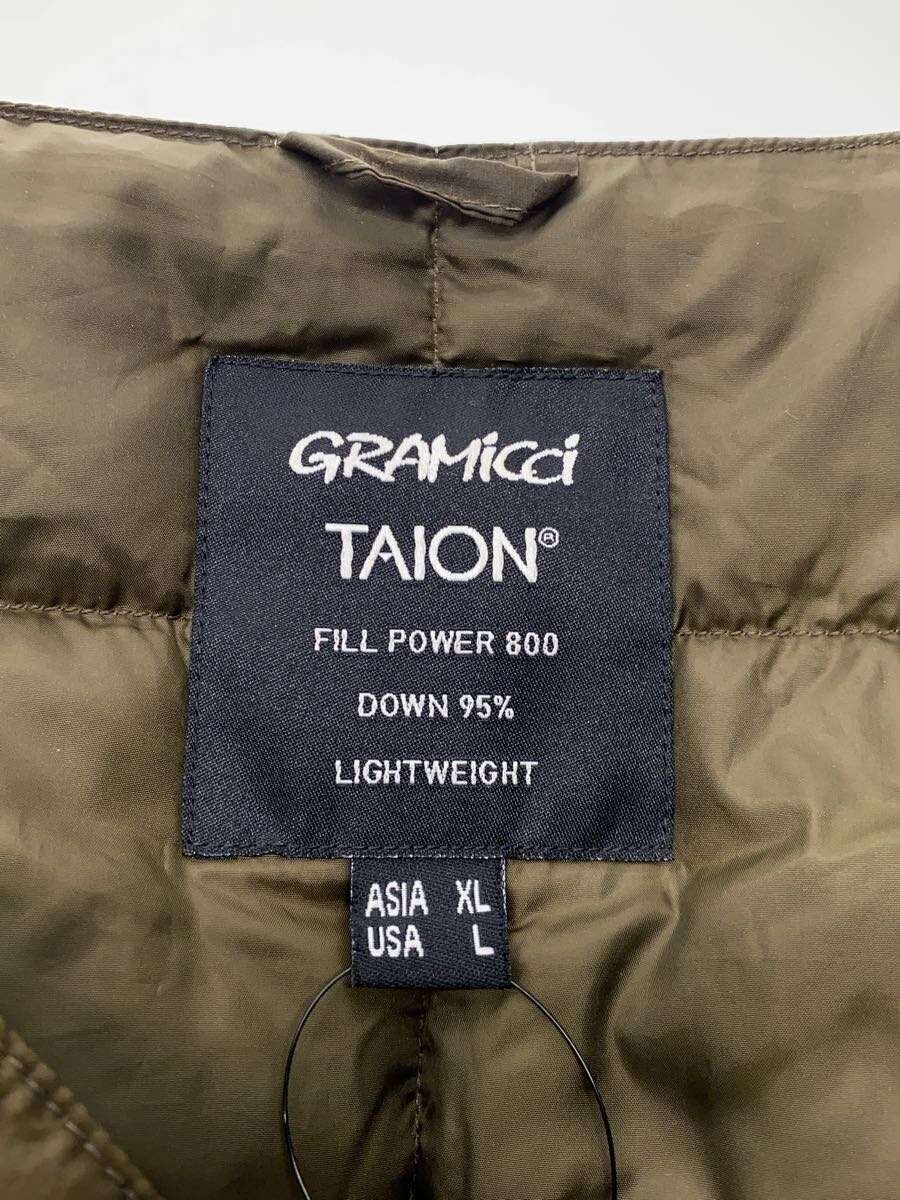 GRAMiCCi
TAION®
FILL POWER 800
DOWN 95%
LIGHTWEIGHT
ASIA XL
USA L